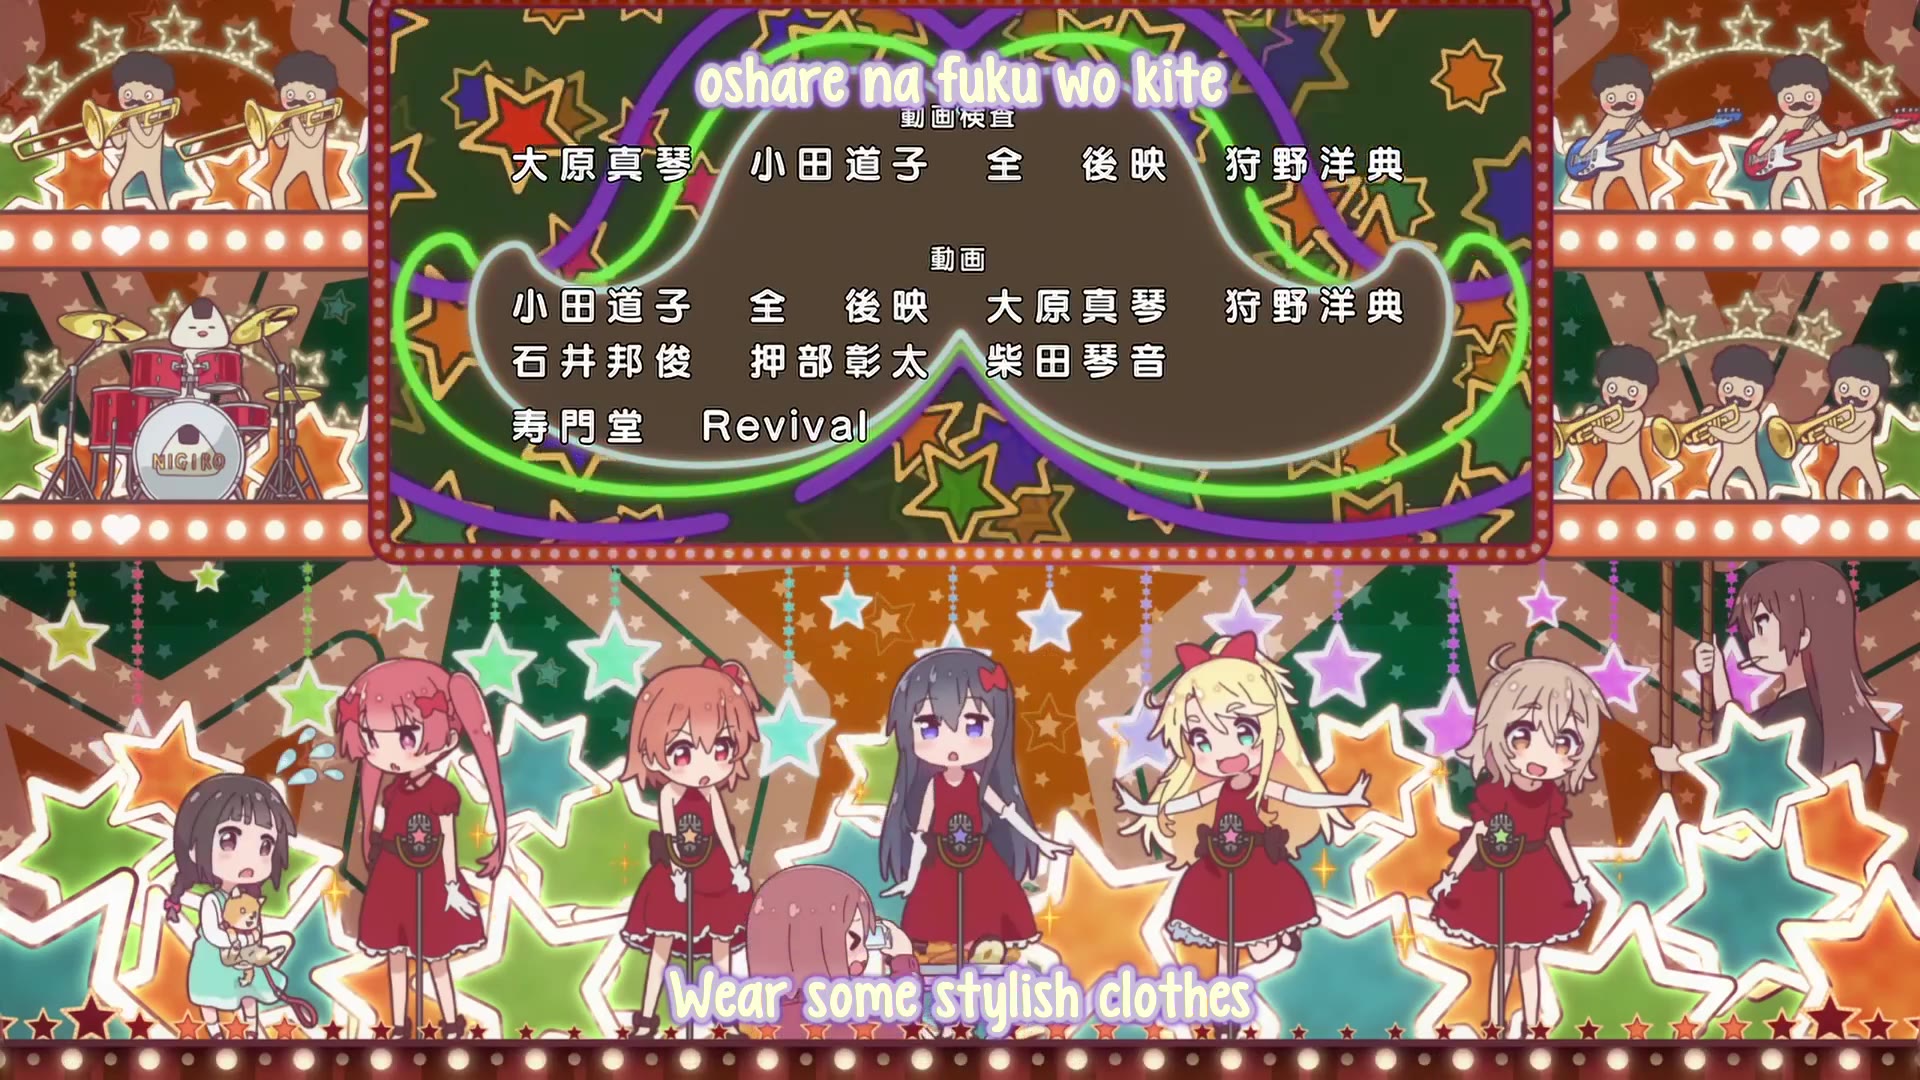 oshare na fuku wo kite
動画検査
大原真琴 小田道子 全 後映 狩野洋典
動画
小田道子 全 後映 大原真琴 狩野洋典
石井邦俊 押部彰太 柴田琴音
寿門堂 Revival
NIGIRO
Wear some stylish clothes